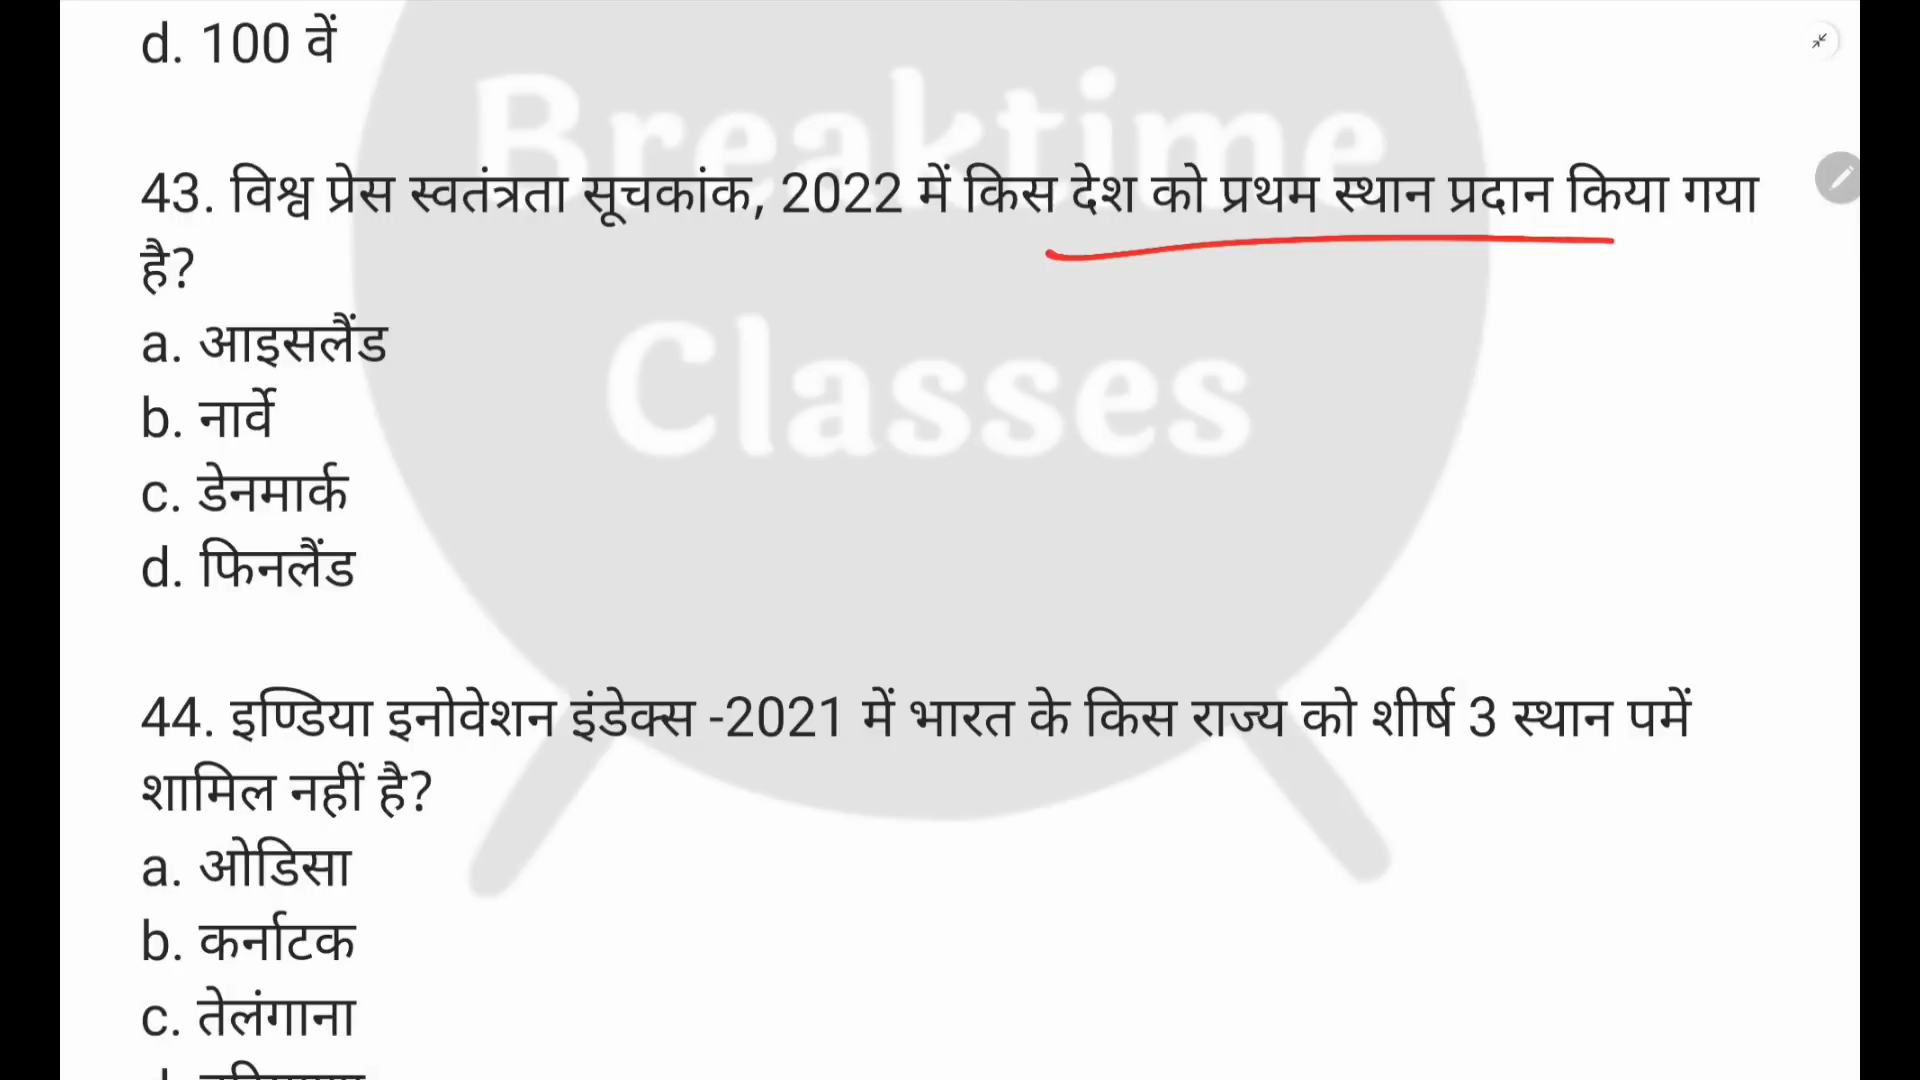 d. 100 वें
43. विश्व प्रेस स्वतंत्रता सूचकांक, 2022 में किस देश को प्रथम स्थान प्रदान किया गया
है?
a. आइसलैंड
b. नार्वे
c. डेनमार्क
d. फिनलैंड
44. इण्डिया इनोवेशन इंडेक्स -2021 में भारत के किस राज्य को शीर्ष 3 स्थान पमें
शामिल नहीं है?
a. ओडिसा
b. कर्नाटक
c. तेलंगाना
Breaktime
Classes